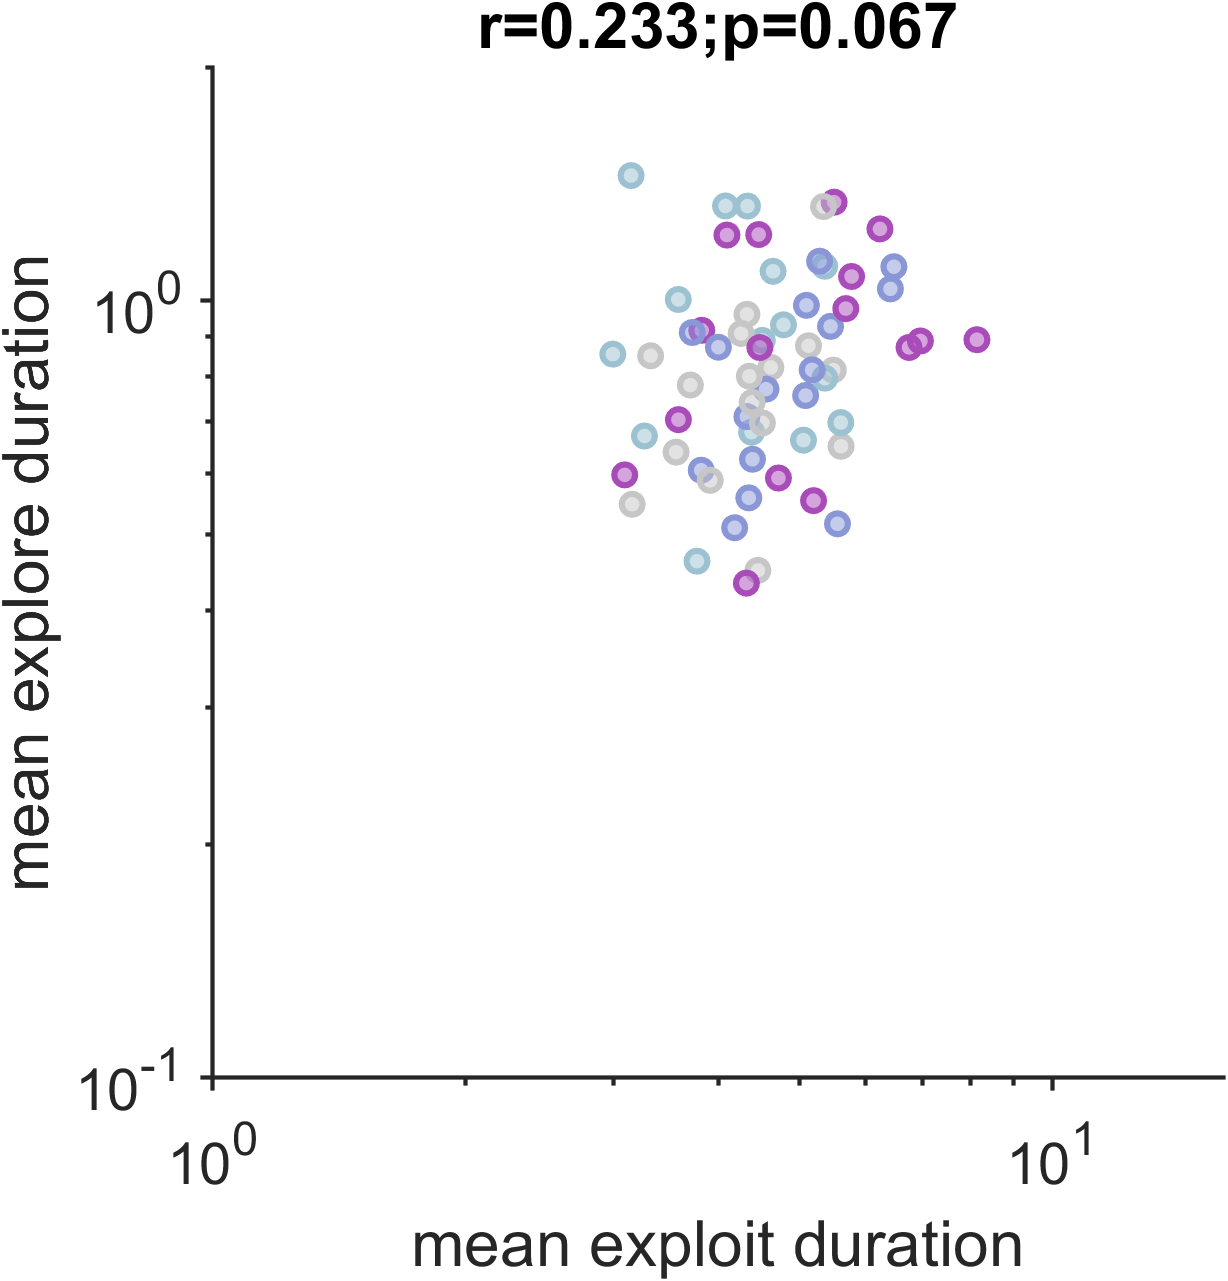 r=0.233;p=0.067
mean explore duration
10^0
10^-1
10^0
10^1
mean exploit duration